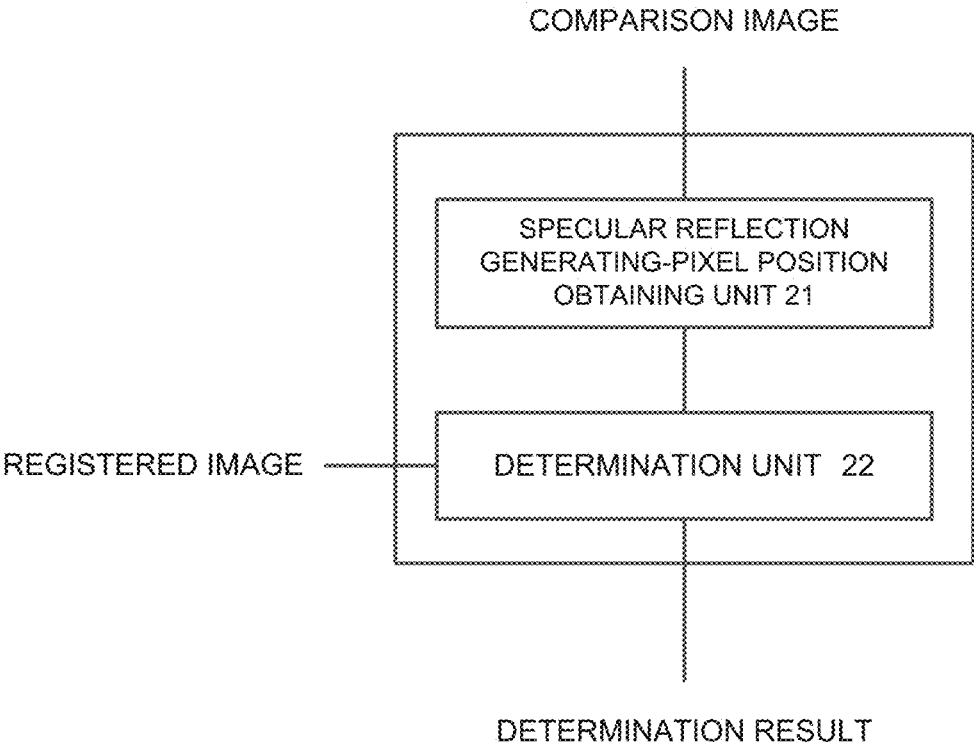 COMPARISON IMAGE
SPECULAR REFLECTION
GENERATING-PIXEL POSITION
OBTAINING UNIT 21
REGISTERED IMAGE
DETERMINATION UNIT 22
DETERMINATION RESULT